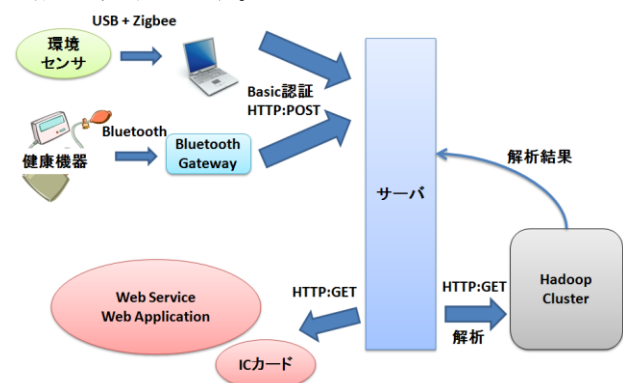 USB + Zigbee
環境
センサ
Basic認証
HTTP:POST
Bluetooth
健康機器
Bluetooth
Gateway
サーバ
解析結果
Hadoop
Cluster
HTTP:GET
解析
HTTP:GET
Web Service
Web Application
ICカード